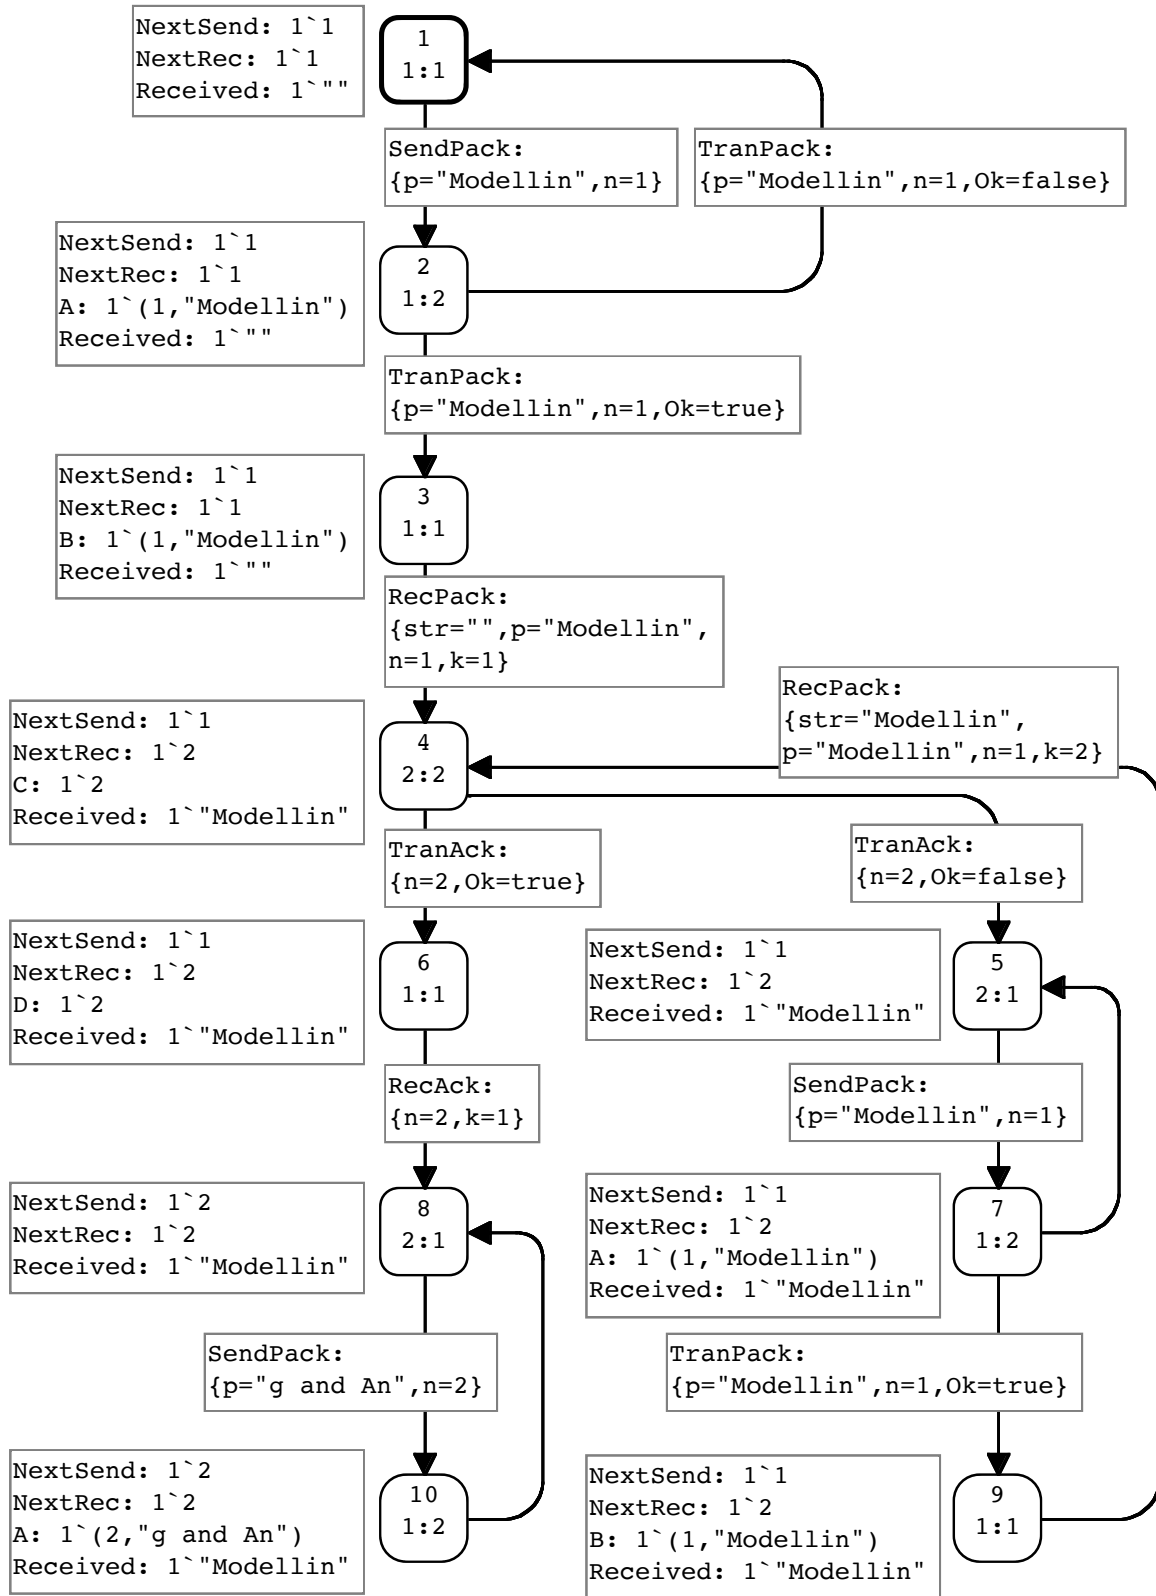 NextSend: 1`1
NextRec: 1`1
Received: 1`""
1
1:1
SendPack:
{p="Modellin",n=1}
TranPack:
{p="Modellin",n=1,Ok=false}
NextSend: 1`1
NextRec: 1`1
A: 1`(1,"Modellin")
Received: 1`""
2
1:2
TranPack:
{p="Modellin",n=1,Ok=true}
NextSend: 1`1
NextRec: 1`1
B: 1`(1,"Modellin")
Received: 1`""
3
1:1
RecPack:
{str="",p="Modellin",
n=1,k=1}
RecPack:
{str="Modellin",
p="Modellin",n=1,k=2}
NextSend: 1`1
NextRec: 1`2
C: 1`2
Received: 1`"Modellin"
4
2:2
TranAck:
{n=2,Ok=true}
TranAck:
{n=2,Ok=false}
NextSend: 1`1
NextRec: 1`2
D: 1`2
Received: 1`"Modellin"
6
1:1
NextSend: 1`1
NextRec: 1`2
Received: 1`"Modellin"
5
2:1
RecAck:
{n=2,k=1}
SendPack:
{p="Modellin",n=1}
NextSend: 1`2
NextRec: 1`2
Received: 1`"Modellin"
8
2:1
NextSend: 1`1
NextRec: 1`2
A: 1`(1,"Modellin")
Received: 1`"Modellin"
7
1:2
SendPack:
{p="g and An",n=2}
TranPack:
{p="Modellin",n=1,Ok=true}
NextSend: 1`2
NextRec: 1`2
A: 1`(2,"g and An")
Received: 1`"Modellin"
10
1:2
NextSend: 1`1
NextRec: 1`2
B: 1`(1,"Modellin")
Received: 1`"Modellin"
9
1:1